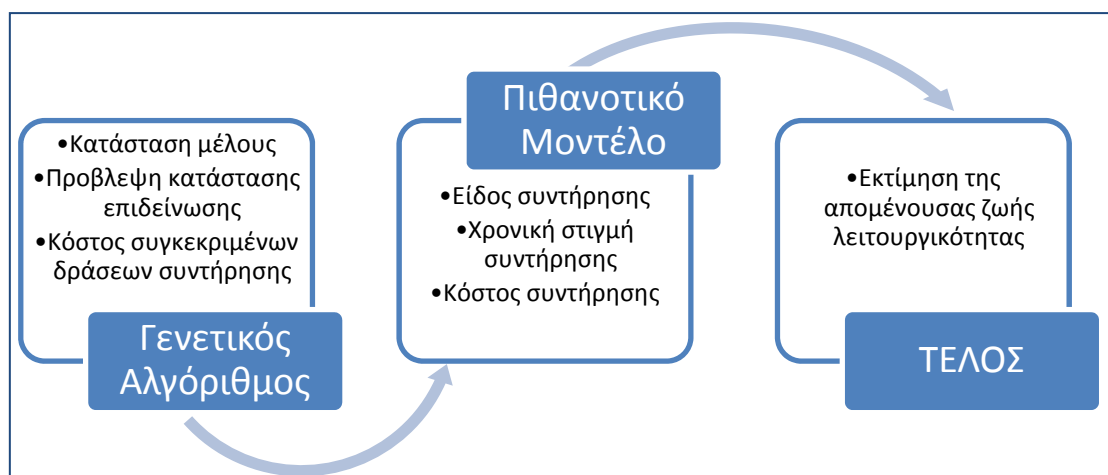 •Κατάσταση μέλους
•Προβλεψη κατάστασης
επιδείνωσης
•Κόστος συγκεκριμένων
δράσεων συντήρησης
Γενετικός
Αλγόριθμος
Πιθανοτικό
Μοντέλο
•Είδος συντήρησης
•Χρονική στιγμή
συντήρησης
•Κόστος συντήρησης
•Εκτίμηση της
απομένουσας ζωής
λειτουργικότητας
ΤΕΛΟΣ